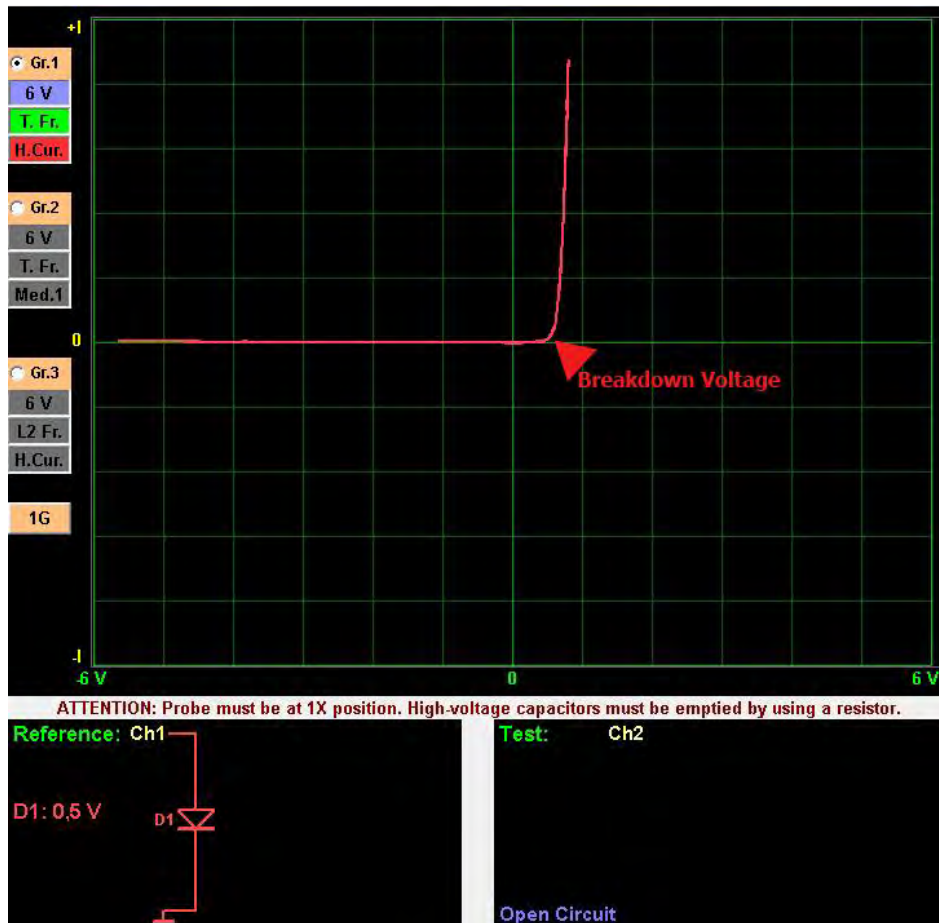 +I
Gr.1
6 V
T. Fr.
H.Cur.
Gr.2
6 V
T. Fr.
Med.1
0
Breakdown Voltage
Gr.3
6 V
L2 Fr.
H.Cur.
1G
-I
-6 V 0 6 V
ATTENTION: Probe must be at 1X position. High-voltage capacitors must be emptied by using a resistor.
Reference: Ch1
D1: 0,5 V
D1
Test: Ch2
Open Circuit